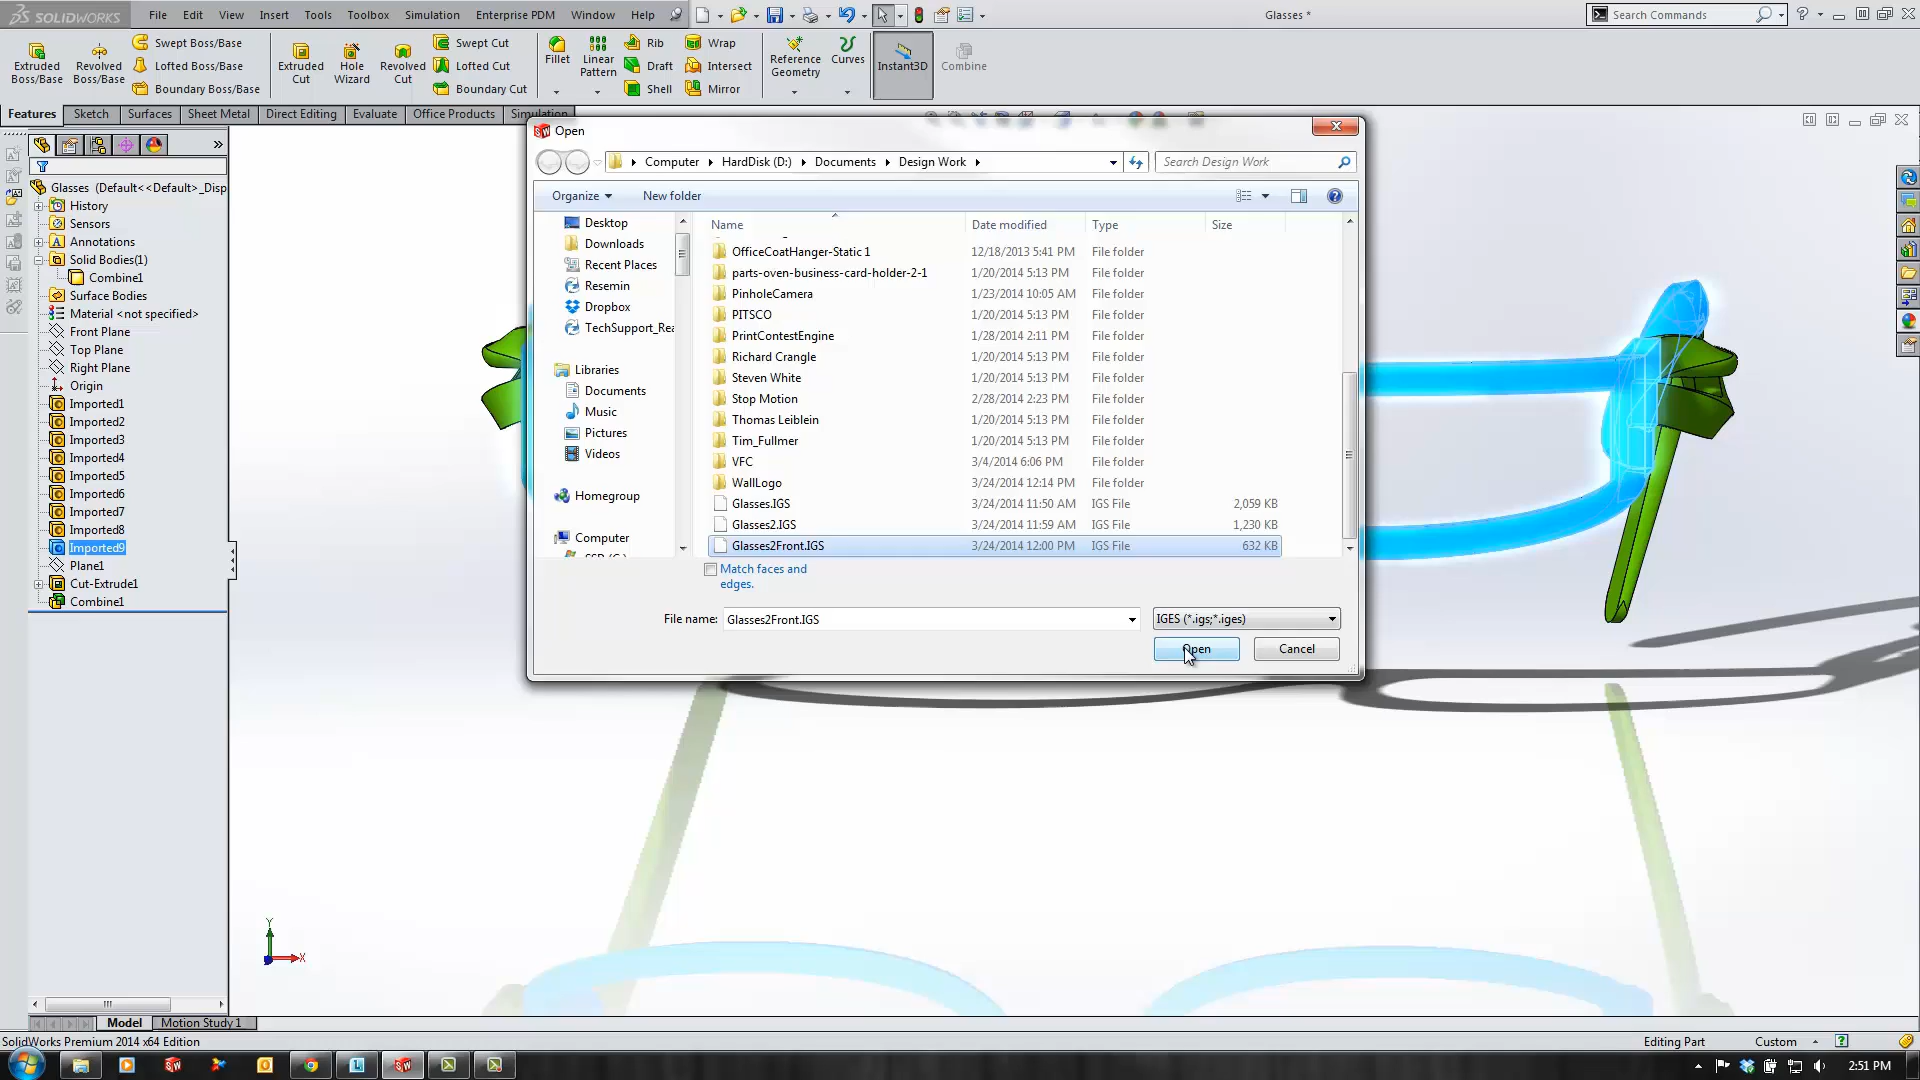 SOLIDWORKS File Edit View Insert Tools Toolbox Simulation Enterprise PDM Window Help Glasses * Search Commands
Extruded Boss/Base
Revolved Boss/Base
Swept Boss/Base
Lofted Boss/Base
Boundary Boss/Base
Extruded Cut
Hole Wizard
Revolved Cut
Swept Cut
Lofted Cut
Boundary Cut
Fillet
Linear Pattern
Rib
Draft
Shell
Wrap
Intersect
Mirror
Reference Geometry
Curves
Instant3D
Combine
Features Sketch Surfaces Sheet Metal Direct Editing Evaluate Office Products Simulation
Glasses (Default<<Default>_Disp
History
Sensors
Annotations
Solid Bodies(1)
Combine1
Surface Bodies
Material <not specified>
Front Plane
Top Plane
Right Plane
Origin
Imported1
Imported2
Imported3
Imported4
Imported5
Imported6
Imported7
Imported8
Imported9
Plane1
Cut-Extrude1
Combine1
Open
Computer HardDisk (D:) Documents Design Work
Search Design Work
Organize New folder
Desktop
Downloads
Recent Places
Resemin
Dropbox
TechSupport_Rea
Libraries
Documents
Music
Pictures
Videos
Homegroup
Computer
Name Date modified Type Size
OfficeCoatHanger-Static 1 12/18/2013 5:41 PM File folder
parts-oven-business-card-holder-2-1 1/20/2014 5:13 PM File folder
PinholeCamera 1/23/2014 10:05 AM File folder
PITSCO 1/20/2014 5:13 PM File folder
PrintContestEngine 1/28/2014 2:11 PM File folder
Richard Crangle 1/20/2014 5:13 PM File folder
Steven White 1/20/2014 5:13 PM File folder
Stop Motion 2/28/2014 2:23 PM File folder
Thomas Leiblein 1/20/2014 5:13 PM File folder
Tim_Fullmer 1/20/2014 5:13 PM File folder
VFC 3/4/2014 6:06 PM File folder
WallLogo 3/24/2014 12:14 PM File folder
Glasses.IGS 3/24/2014 11:50 AM IGS File 2,059 KB
Glasses2.IGS 3/24/2014 11:59 AM IGS File 1,230 KB
Glasses2Front.IGS 3/24/2014 12:00 PM IGS File 632 KB
Match faces and
edges.
File name: Glasses2Front.IGS IGES (*.igs;*.iges)
Open Cancel
Y
X
Model Motion Study 1
SolidWorks Premium 2014 x64 Edition Editing Part Custom
2:51 PM